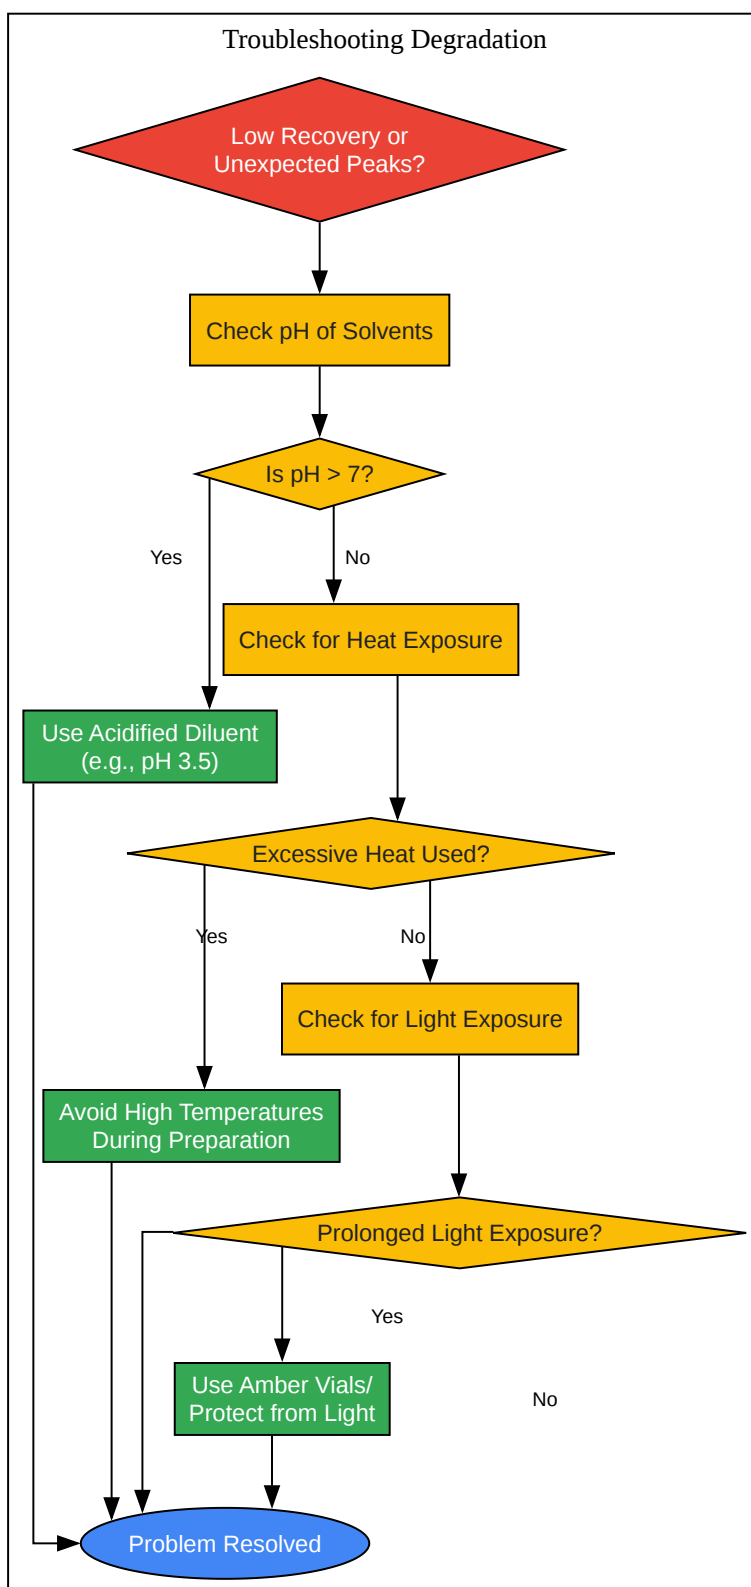 Troubleshooting Degradation
Low Recovery or
Unexpected Peaks?
Check pH of Solvents
Is pH > 7?
Yes
No
Check for Heat Exposure
Use Acidified Diluent
(e.g., pH 3.5)
Excessive Heat Used?
Yes
No
Check for Light Exposure
Avoid High Temperatures
During Preparation
Prolonged Light Exposure?
Yes
Use Amber Vials/
Protect from Light
No
Problem Resolved